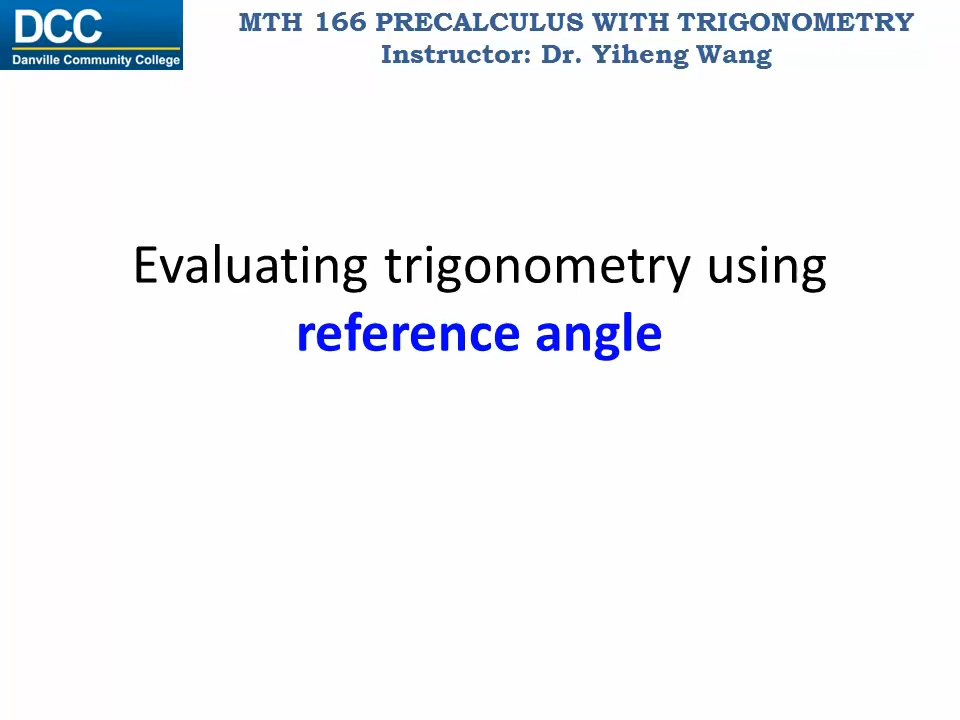 DCC
Danville Community College
MTH 166 PRECALCULUS WITH TRIGONOMETRY
Instructor: Dr. Yiheng Wang
Evaluating trigonometry using
reference angle